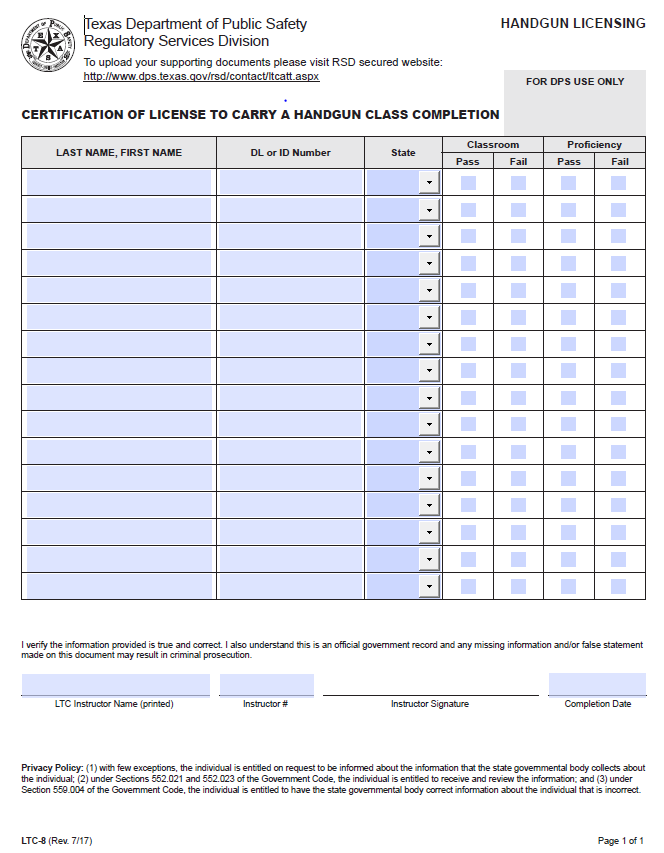 Texas Department of Public Safety
Regulatory Services Division
HANDGUN LICENSING
To upload your supporting documents please visit RSD secured website:
http://www.dps.texas.gov/rsd/contact/ltcatt.aspx
FOR DPS USE ONLY
CERTIFICATION OF LICENSE TO CARRY A HANDGUN CLASS COMPLETION
LAST NAME, FIRST NAME DL or ID Number State Classroom Proficiency
Pass Fail Pass Fail
I verify the information provided is true and correct. I also understand this is an official government record and any missing information and/or false statement
made on this document may result in criminal prosecution.
LTC Instructor Name (printed) Instructor # Instructor Signature Completion Date
Privacy Policy: (1) with few exceptions, the individual is entitled on request to be informed about the information that the state governmental body collects about
the individual; (2) under Sections 552.021 and 552.023 of the Government Code, the individual is entitled to receive and review the information; and (3) under
Section 559.004 of the Government Code, the individual is entitled to have the state governmental body correct information about the individual that is incorrect.
LTC-8 (Rev. 7/17) Page 1 of 1